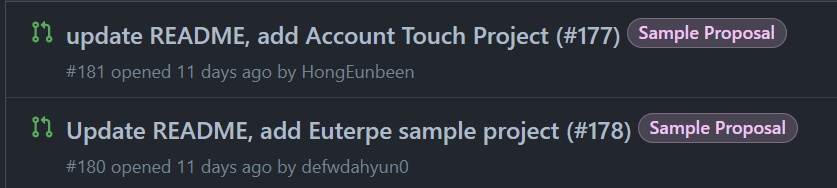 update README, add Account Touch Project (#177) Sample Proposal
#181 opened 11 days ago by HongEunbeen
Update README, add Euterpe sample project (#178) Sample Proposal
#180 opened 11 days ago by defwdahyun0